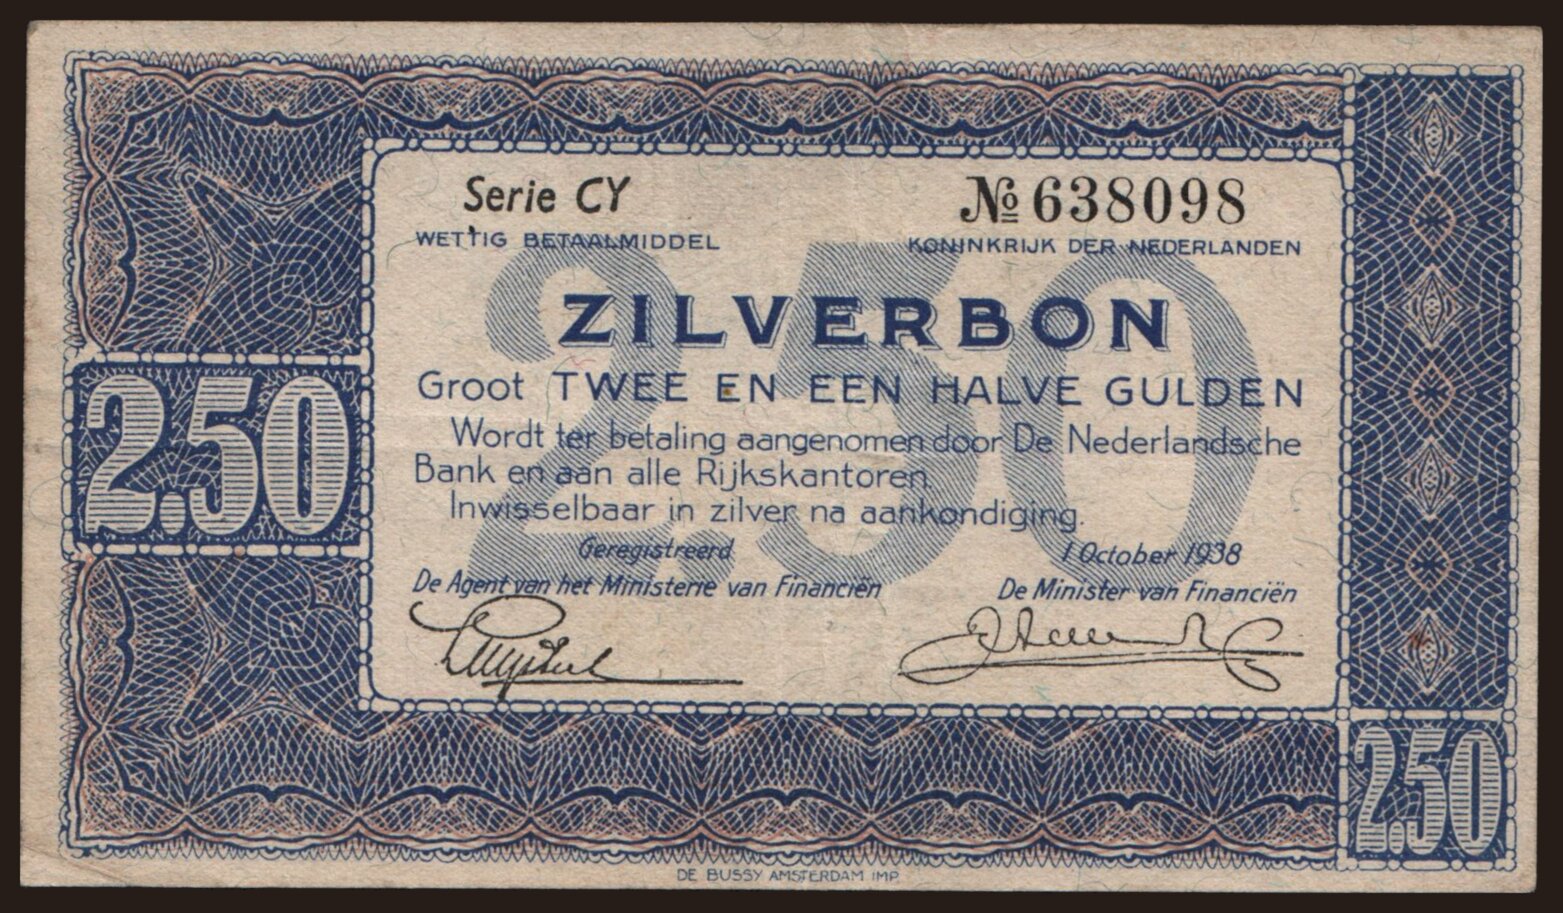 Serie CY № 638098
WETTIG BETAALMIDDEL KONINKRIJK DER NEDERLANDEN
ZILVERBON
Groot TWEE EN EEN HALVE GULDEN
2.50
Wordt ter betaling aangenomen door De Nederlandsche
Bank en aan alle Rijkskantoren.
Inwisselbaar in zilver na aankondiging.
2.50
Geregistreerd 1 October 1938
De Agent van het Ministerie van Financiën De Minister van Financiën
2.50
DE BUSSY AMSTERDAM IMP.